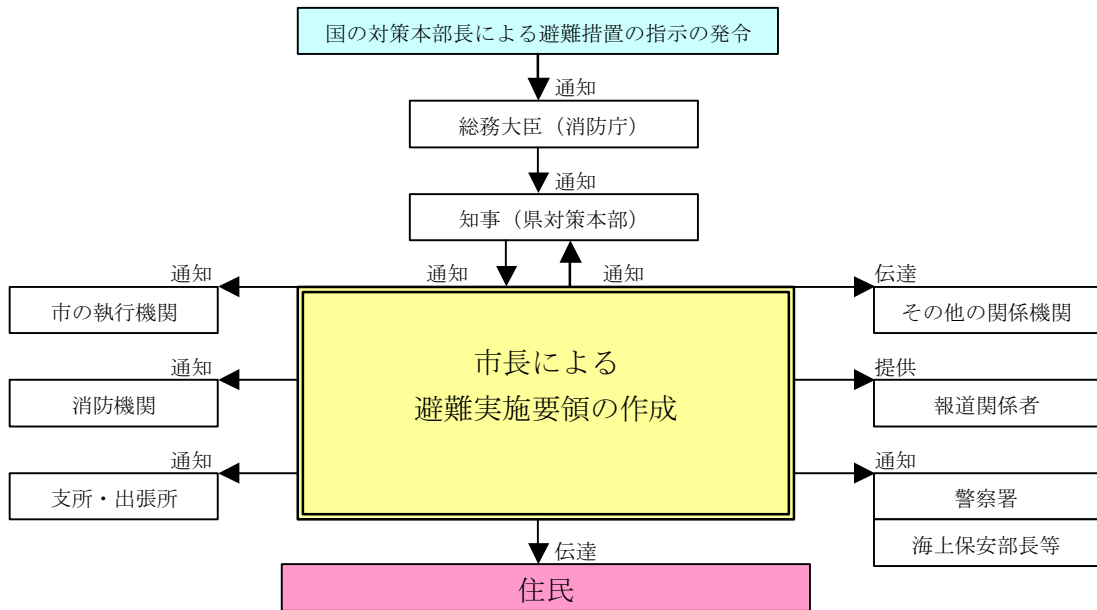 国の対策本部長による避難措置の指示の発令
通知
総務大臣（消防庁）
通知
知事（県対策本部）
通知
通知
通知
伝達
市の執行機関
その他の関係機関
市長による
避難実施要領の作成
通知
提供
消防機関
報道関係者
通知
通知
支所・出張所
警察署
海上保安部長等
伝達
住民